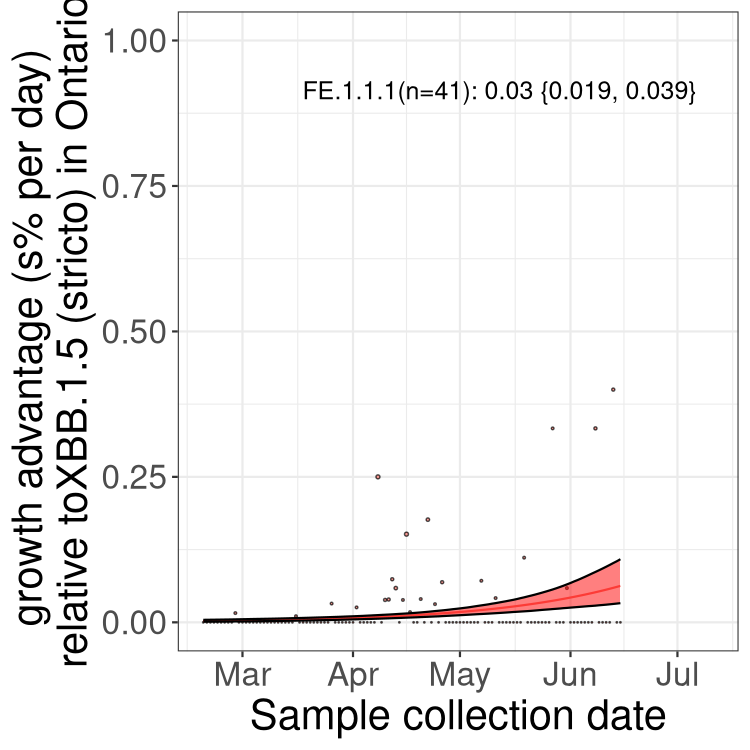 growth advantage (s% per day)
relative toXBB.1.5 (stricto) in Ontario
1.00
0.75
0.50
0.25
0.00
FE.1.1.1(n=41): 0.03 {0.019, 0.039}
Mar Apr May Jun Jul
Sample collection date